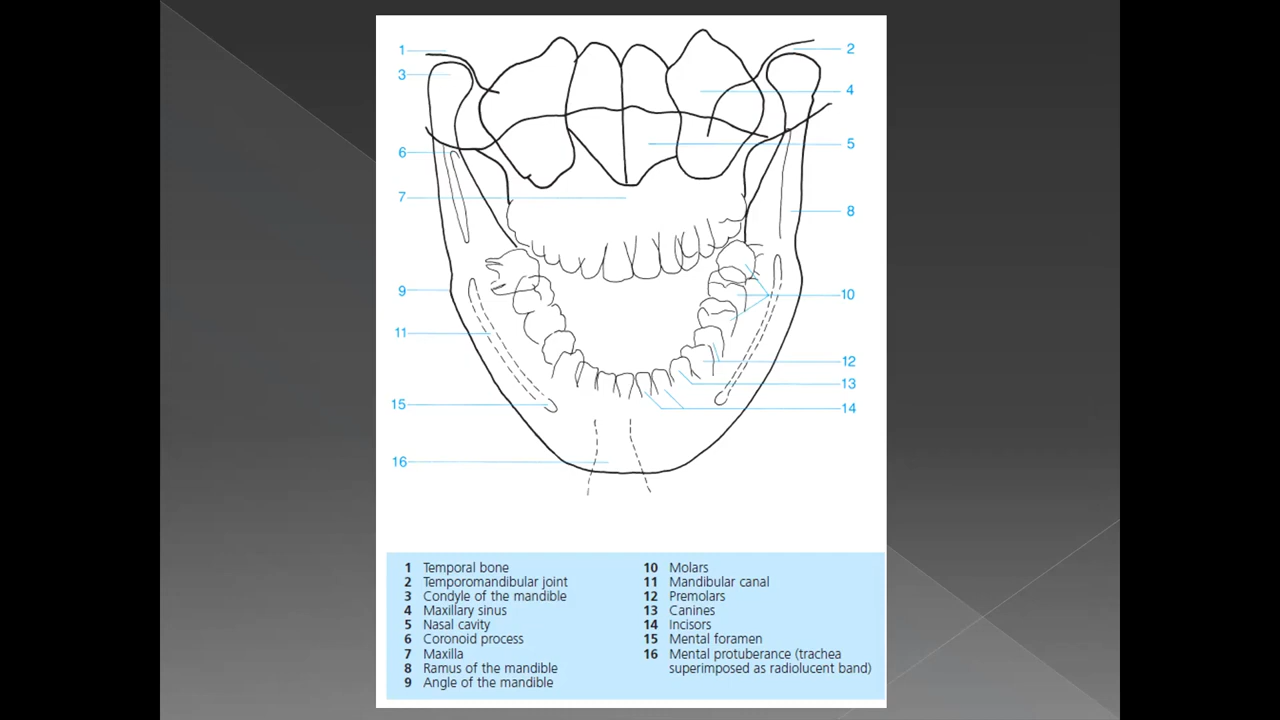 1
2
3
4
5
6
7
8
9
10
11
12
13
15
14
16
1 Temporal bone
2 Temporomandibular joint
3 Condyle of the mandible
4 Maxillary sinus
5 Nasal cavity
6 Coronoid process
7 Maxilla
8 Ramus of the mandible
9 Angle of the mandible
10 Molars
11 Mandibular canal
12 Premolars
13 Canines
14 Incisors
15 Mental foramen
16 Mental protuberance (trachea
superimposed as radiolucent band)